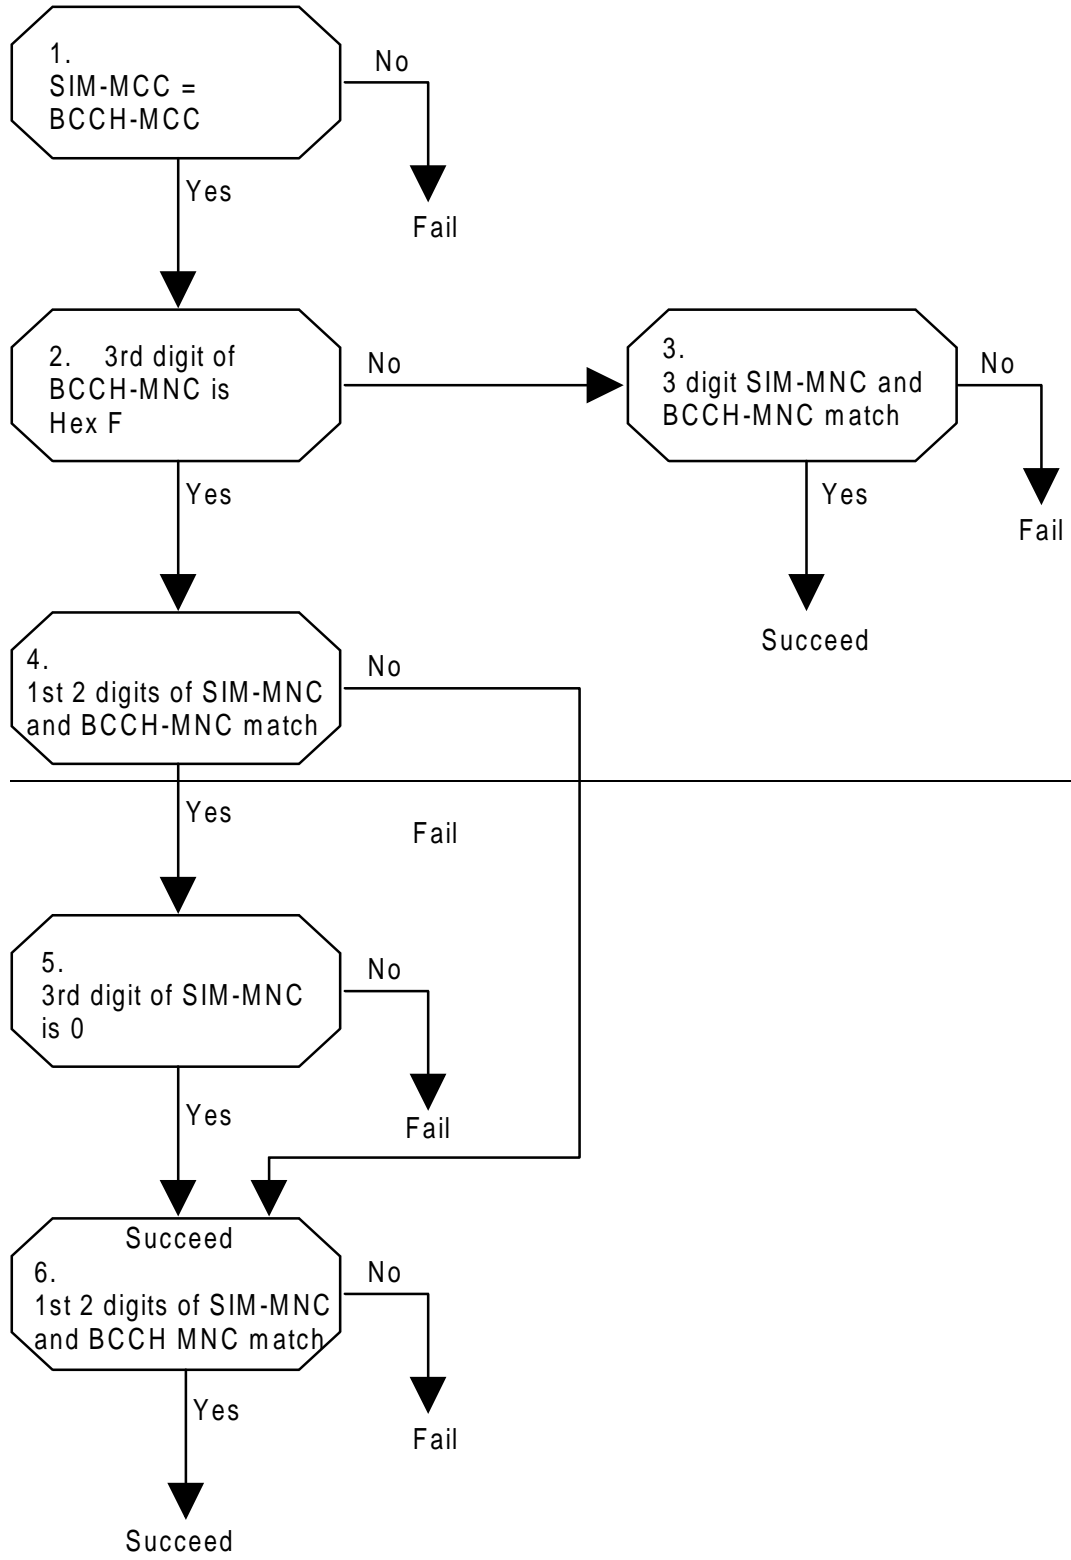 1.
SIM-MCC =
BCCH-MCC
No
Yes
Fail
2. 3rd digit of
BCCH-MNC is
Hex F
No
3.
3 digit SIM-MNC and
BCCH-MNC match
No
Yes
Yes
Fail
Succeed
4.
1st 2 digits of SIM-MNC
and BCCH-MNC match
No
Yes
Fail
5.
3rd digit of SIM-MNC
is 0
No
Yes
Fail
Succeed
6.
1st 2 digits of SIM-MNC
and BCCH MNC match
No
Yes
Fail
Succeed